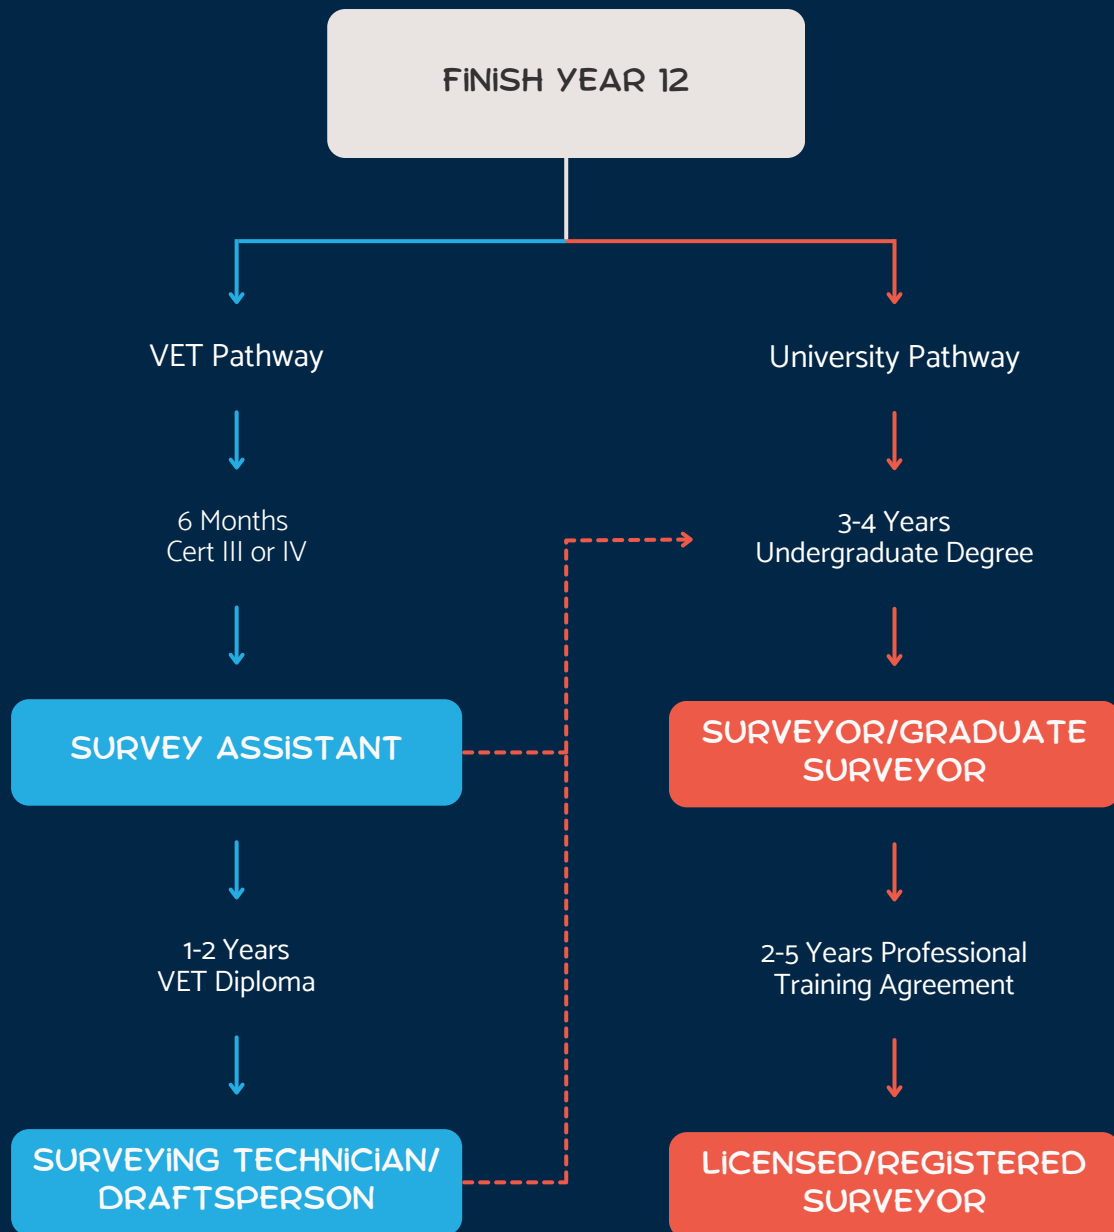 FINISH YEAR 12
VET Pathway
University Pathway
6 Months
Cert III or IV
3-4 Years
Undergraduate Degree
SURVEY ASSISTANT
SURVEYOR/GRADUATE
SURVEYOR
1-2 Years
VET Diploma
2-5 Years Professional
Training Agreement
SURVEYING TECHNICIAN/
DRAFTSPERSON
LICENSED/REGISTERED
SURVEYOR